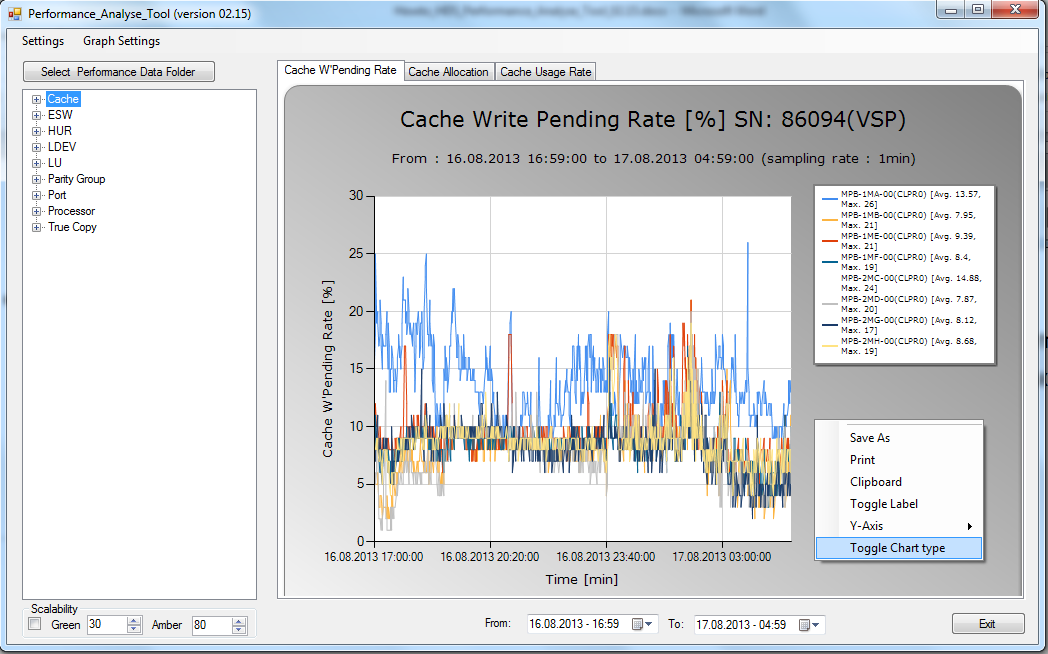 Performance_Analyse_Tool (version 02.15)
Settings Graph Settings
Select Performance Data Folder
Cache
ESW
HUR
LDEV
LU
Parity Group
Port
Processor
True Copy
Cache W'Pending Rate Cache Allocation Cache Usage Rate
Cache Write Pending Rate [%] SN: 86094(VSP)
From : 16.08.2013 16:59:00 to 17.08.2013 04:59:00 (sampling rate : 1min)
Cache W'Pending Rate [%]
30
25
20
15
10
5
0
16.08.2013 17:00:00 16.08.2013 20:20:00 16.08.2013 23:40:00 17.08.2013 03:00:00
Time [min]
MPB-1MA-00(CLPR0) [Avg. 13.57,
Max. 26]
MPB-1MB-00(CLPR0) [Avg. 7.95,
Max. 21]
MPB-1ME-00(CLPR0) [Avg. 9.39,
Max. 21]
MPB-1MF-00(CLPR0) [Avg. 8.4,
Max. 19]
MPB-2MC-00(CLPR0) [Avg. 14.88,
Max. 24]
MPB-2MD-00(CLPR0) [Avg. 7.87,
Max. 20]
MPB-2MG-00(CLPR0) [Avg. 8.12,
Max. 17]
MPB-2MH-00(CLPR0) [Avg. 8.68,
Max. 19]
Save As
Print
Clipboard
Toggle Label
Y-Axis
Toggle Chart type
Scalability
Green 30 Amber 80
From: 16.08.2013 - 16:59 To: 17.08.2013 - 04:59
Exit